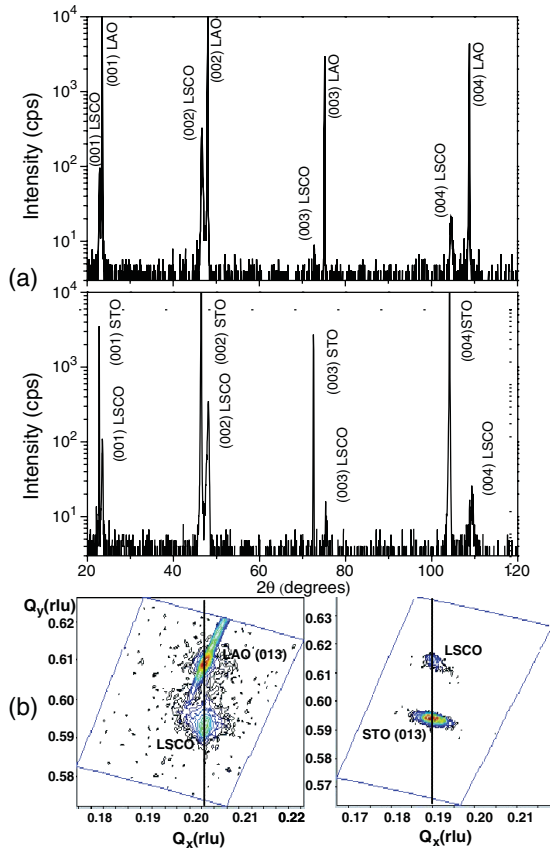 10⁴
10³
10²
10¹
Intensity (cps)
(001) LSCO
(001) LAO
(002) LSCO
(002) LAO
(003) LSCO
(003) LAO
(004) LSCO
(004) LAO
(a)
10⁴
10³
10²
10¹
Intensity (cps)
(001) STO
(001) LSCO
(002) STO
(002) LSCO
(003) STO
(003) LSCO
(004)STO
(004) LSCO
20 40 60 80 100 120
2θ (degrees)
(b)
Qy(rlu)
0.62
0.61
0.60
0.59
0.58
LAO (013)
LSCO
0.18 0.19 0.20 0.21 0.22 0.22
Qx(rlu)
0.63
0.62
0.61
0.60
0.59
0.58
0.57
LSCO
STO (013)
0.18 0.19 0.20 0.21
Qx(rlu)